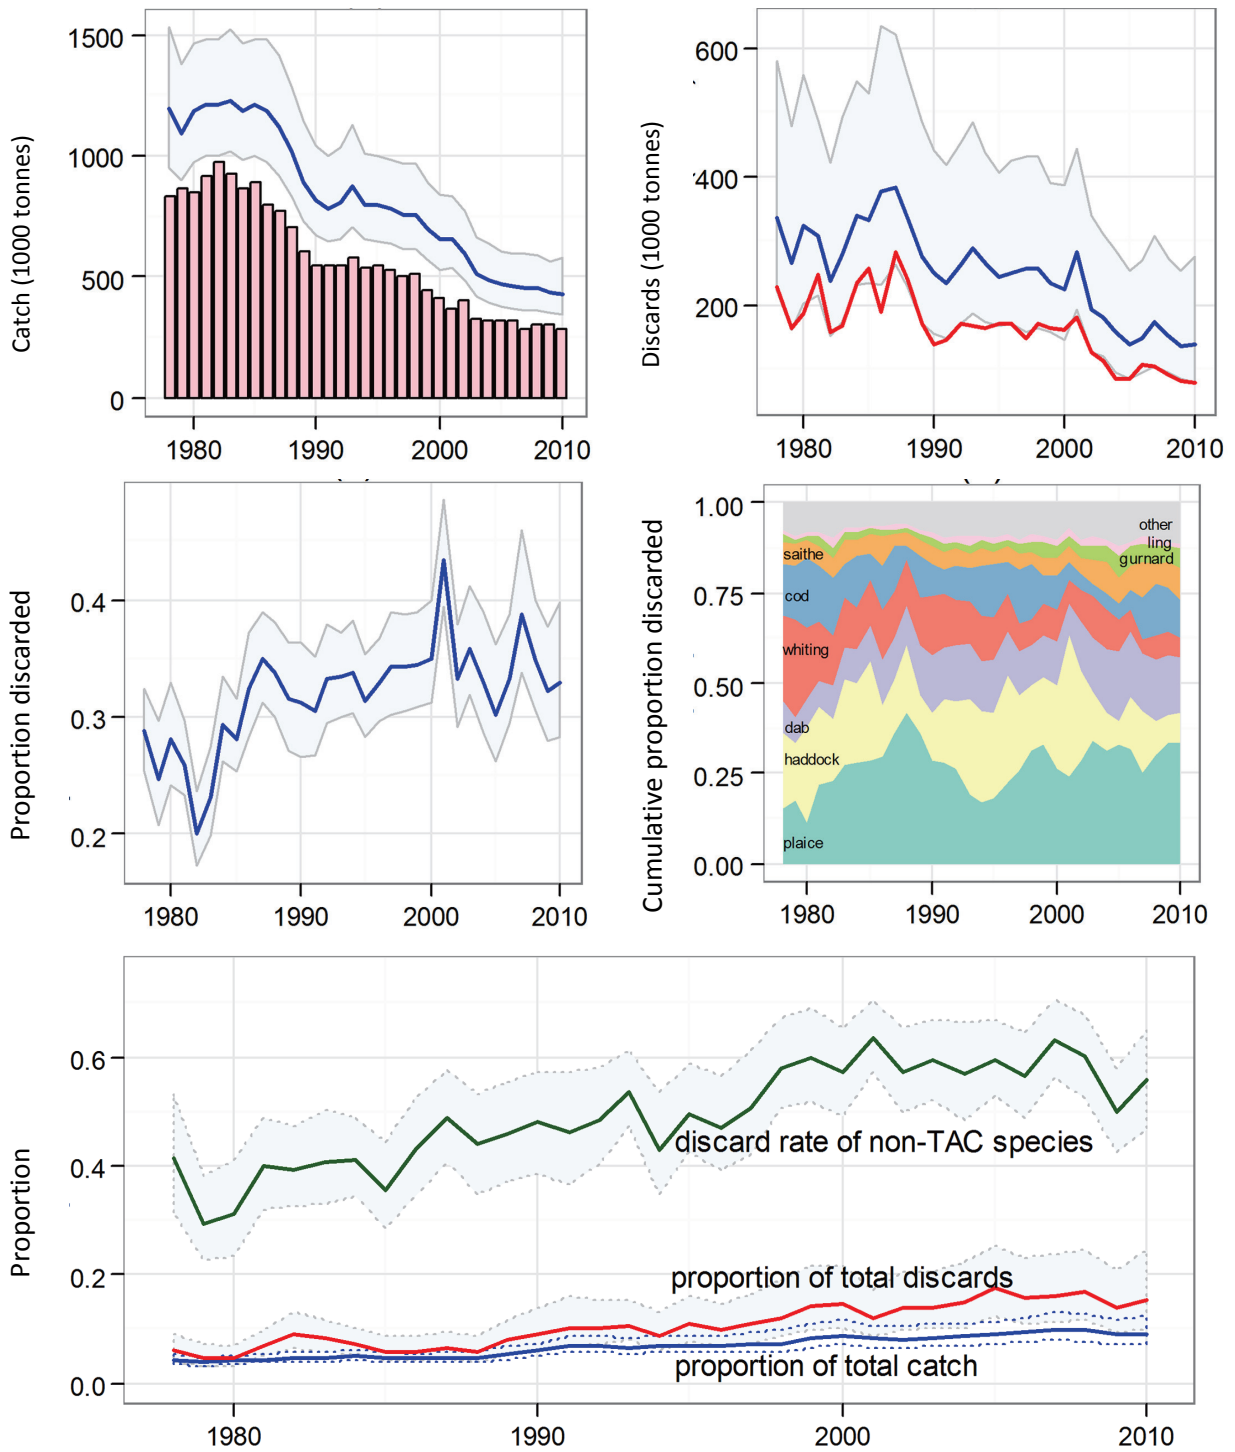 Catch (1000 tonnes)
1500
1000
500
0
1980 1990 2000 2010
Discards (1000 tonnes)
600
400
200
1980 1990 2000 2010
Proportion discarded
0.4
0.3
0.2
1980 1990 2000 2010
Cumulative proportion discarded
1.00
0.75
0.50
0.25
0.00
other
ling
gurnard
saithe
cod
whiting
dab
haddock
plaice
1980 1990 2000 2010
Proportion
0.6
0.4
0.2
0.0
discard rate of non-TAC species
proportion of total discards
proportion of total catch
1980 1990 2000 2010